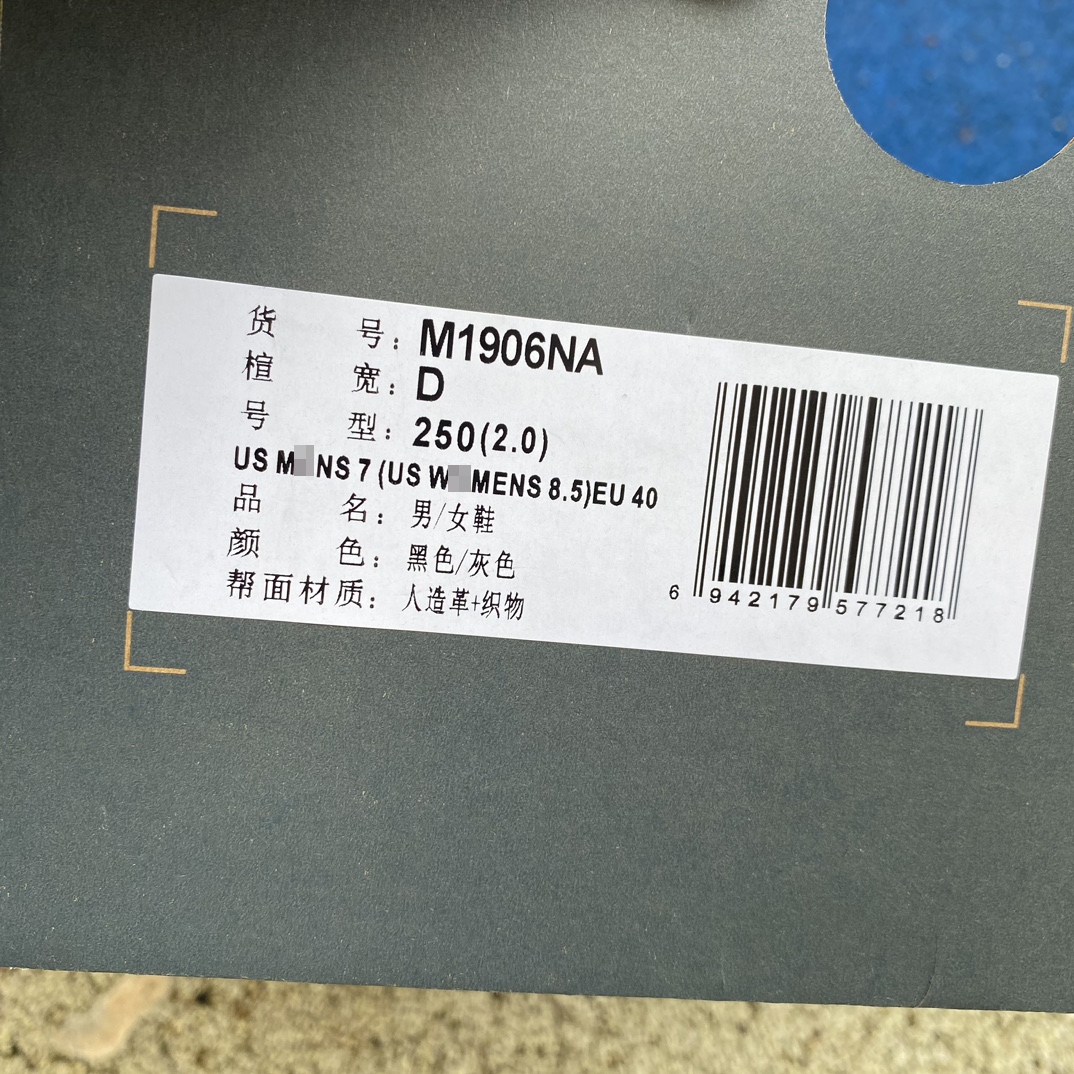 货 号：M1906NA
楦 宽：D
号 型：250(2.0)
US NS 7 (US MENS 8.5)EU 40
品 名：男/女鞋
颜 色：黑色/灰色
帮面材质：人造革+织物
6 942179 577218